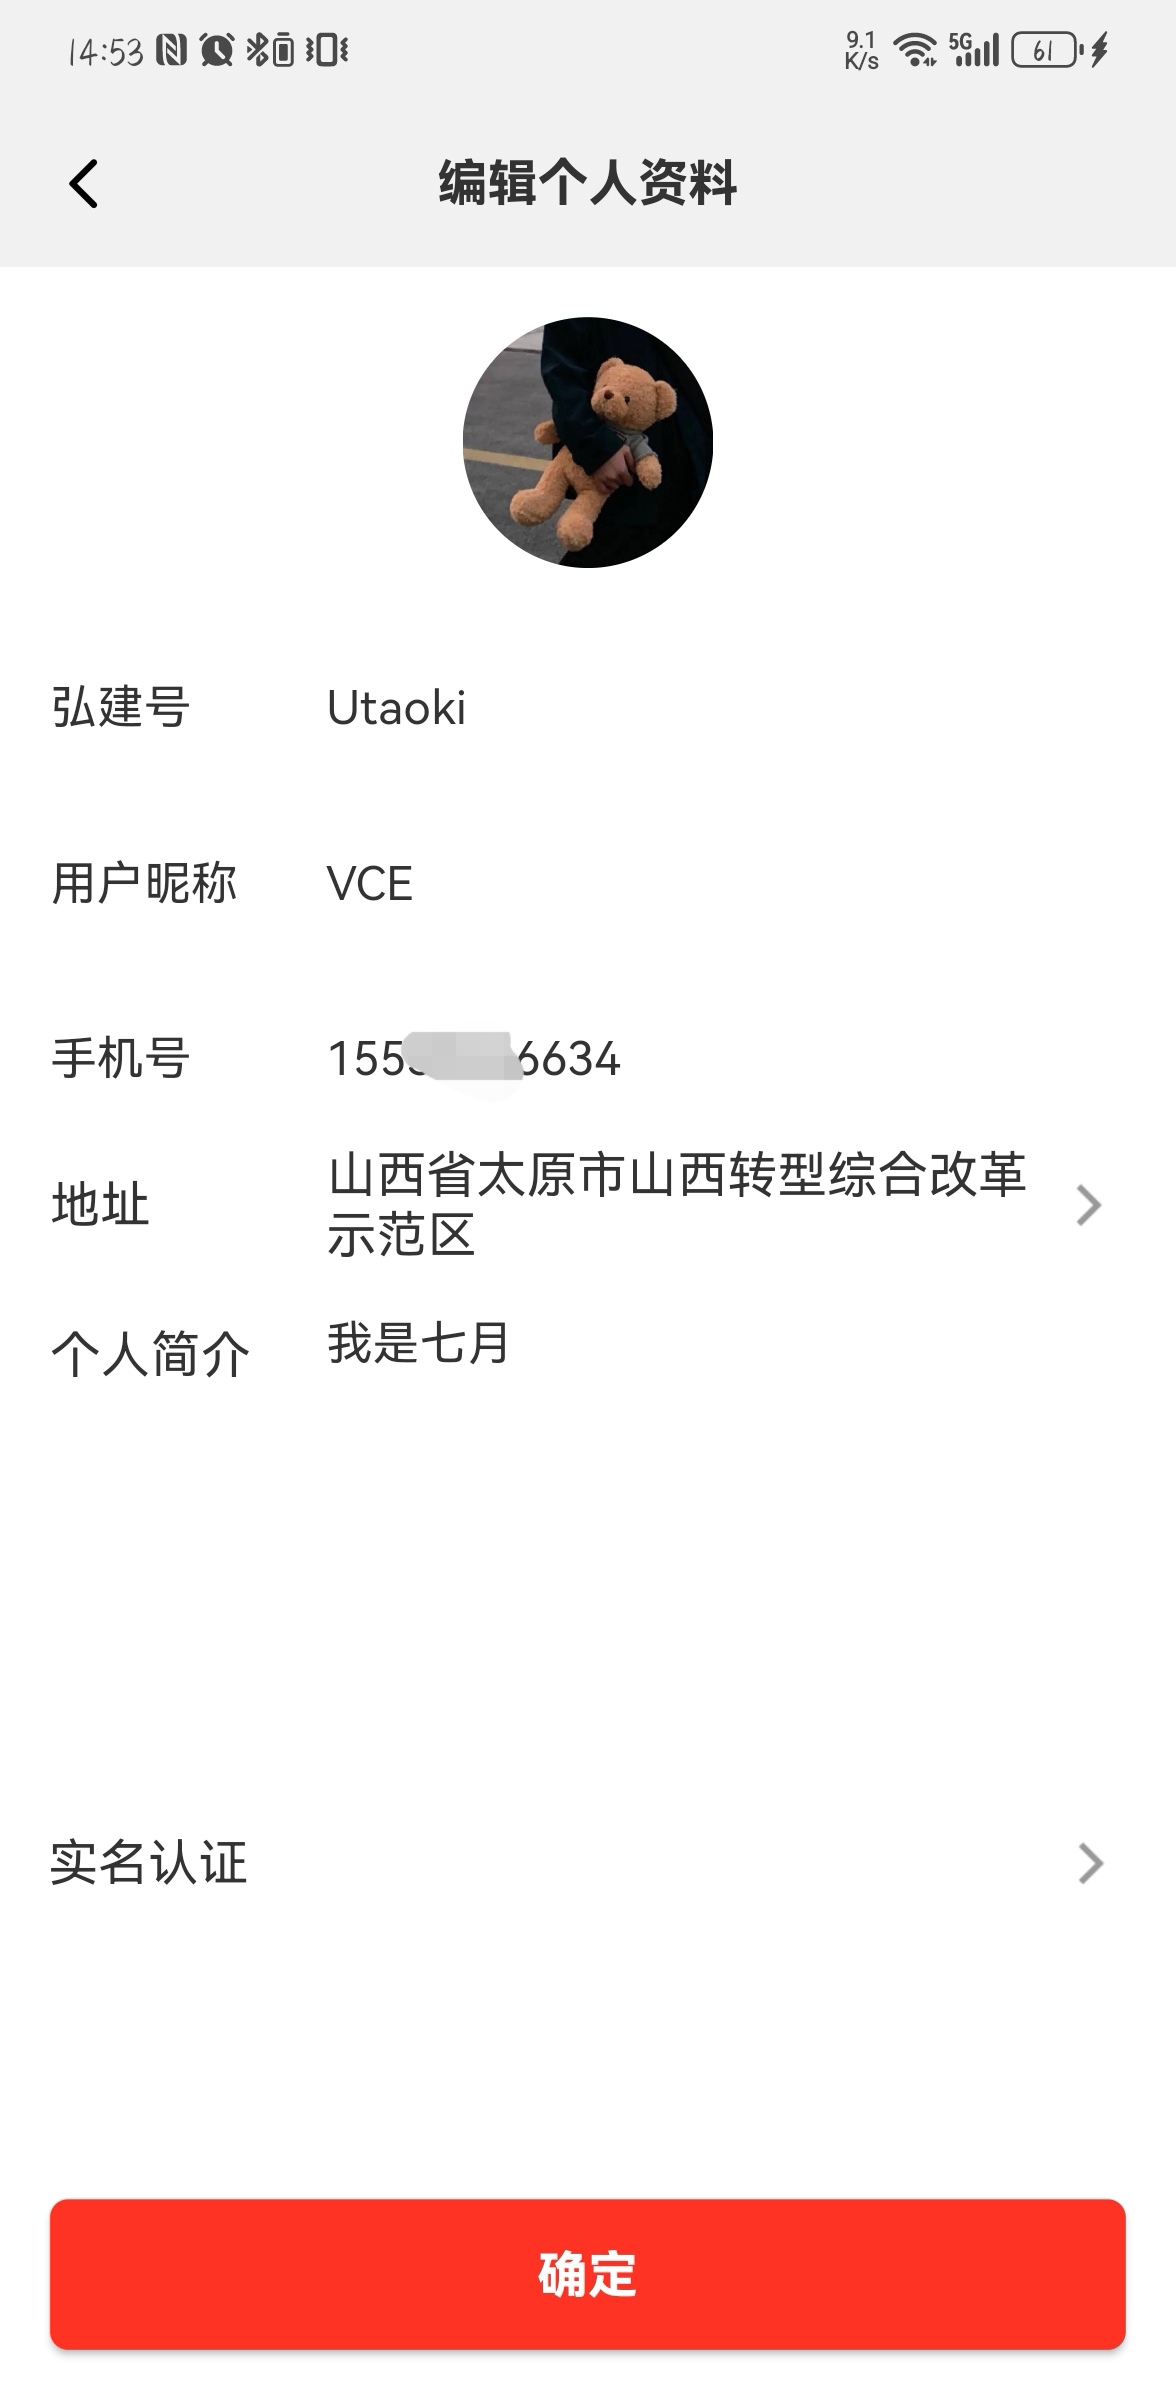 14:53
9.1 K/s 5G 61
编辑个人资料
弘建号 Utaoki
用户昵称 VCE
手机号 155 6634
地址 山西省太原市山西转型综合改革
示范区
个人简介 我是七月
实名认证
确定